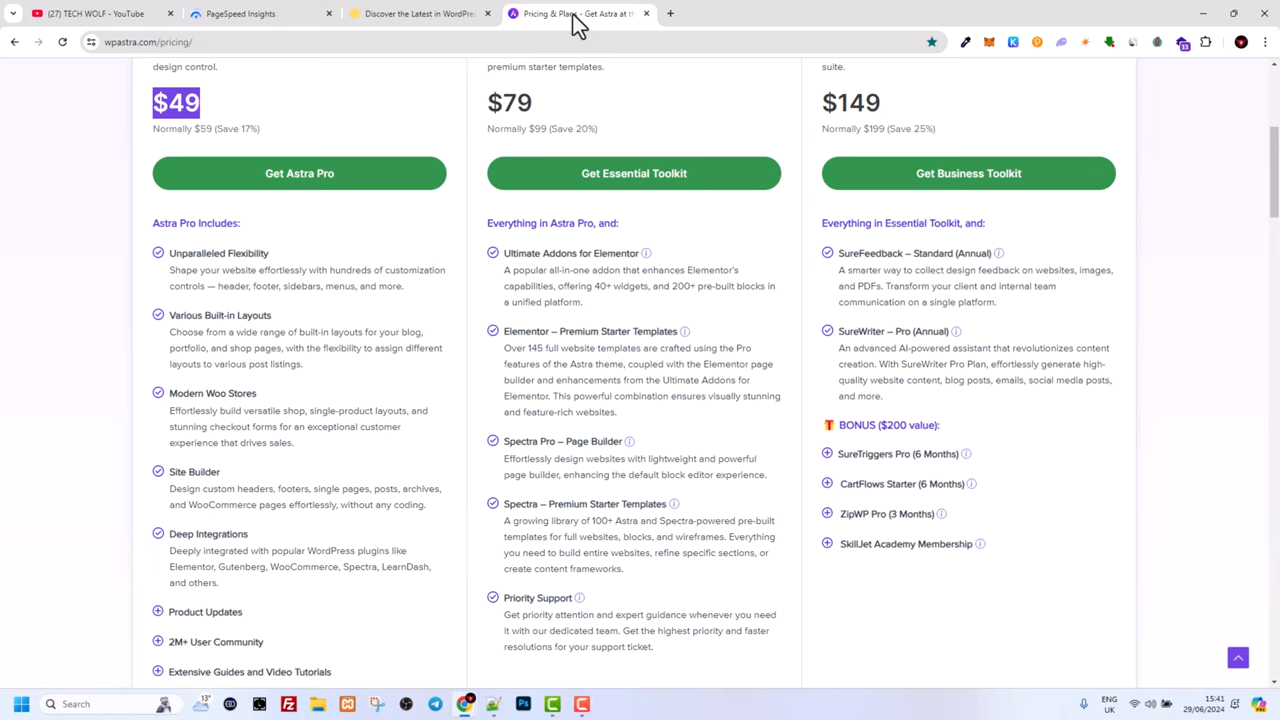 (27) TECH WOLF - YouTube
PageSpeed Insights
Discover the Latest in WordPre
Pricing & Plans - Get Astra at th
wpastra.com/pricing/
design control.
$49
Normally $59 (Save 17%)
Get Astra Pro
Astra Pro Includes:
Unparalleled Flexibility
Shape your website effortlessly with hundreds of customization
controls — header, footer, sidebars, menus, and more.
Various Built-in Layouts
Choose from a wide range of built-in layouts for your blog,
portfolio, and shop pages, with the flexibility to assign different
layouts to various post listings.
Modern Woo Stores
Effortlessly build versatile shop, single-product layouts, and
stunning checkout forms for an exceptional customer
experience that drives sales.
Site Builder
Design custom headers, footers, single pages, posts, archives,
and WooCommerce pages effortlessly, without any coding.
Deep Integrations
Deeply integrated with popular WordPress plugins like
Elementor, Gutenberg, WooCommerce, Spectra, LearnDash,
and others.
Product Updates
2M+ User Community
Extensive Guides and Video Tutorials
premium starter templates.
$79
Normally $99 (Save 20%)
Get Essential Toolkit
Everything in Astra Pro, and:
Ultimate Addons for Elementor
A popular all-in-one addon that enhances Elementor's
capabilities, offering 40+ widgets, and 200+ pre-built blocks in
a unified platform.
Elementor – Premium Starter Templates
Over 145 full website templates are crafted using the Pro
features of the Astra theme, coupled with the Elementor page
builder and enhancements from the Ultimate Addons for
Elementor. This powerful combination ensures visually stunning
and feature-rich websites.
Spectra Pro – Page Builder
Effortlessly design websites with lightweight and powerful
page builder, enhancing the default block editor experience.
Spectra – Premium Starter Templates
A growing library of 100+ Astra and Spectra-powered pre-built
templates for full websites, blocks, and wireframes. Everything
you need to build entire websites, refine specific sections, or
create content frameworks.
Priority Support
Get priority attention and expert guidance whenever you need
it with our dedicated team. Get the highest priority and faster
resolutions for your support ticket.
suite.
$149
Normally $199 (Save 25%)
Get Business Toolkit
Everything in Essential Toolkit, and:
SureFeedback – Standard (Annual)
A smarter way to collect design feedback on websites, images,
and PDFs. Transform your client and internal team
communication on a single platform.
SureWriter – Pro (Annual)
An advanced AI-powered assistant that revolutionizes content
creation. With SureWriter Pro Plan, effortlessly generate high-
quality website content, blog posts, emails, social media posts,
and more.
BONUS ($200 value):
SureTriggers Pro (6 Months)
CartFlows Starter (6 Months)
ZipWP Pro (3 Months)
SkillJet Academy Membership
Search
13°
ENG
UK
15:41
29/06/2024